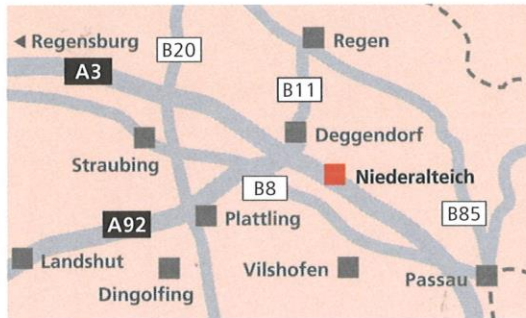 ◄ Regensburg
B20
Regen
A3
B11
Deggendorf
Straubing
Niederalteich
B8
A92
Plattling
B85
Landshut
Dingolfing
Vilshofen
Passau